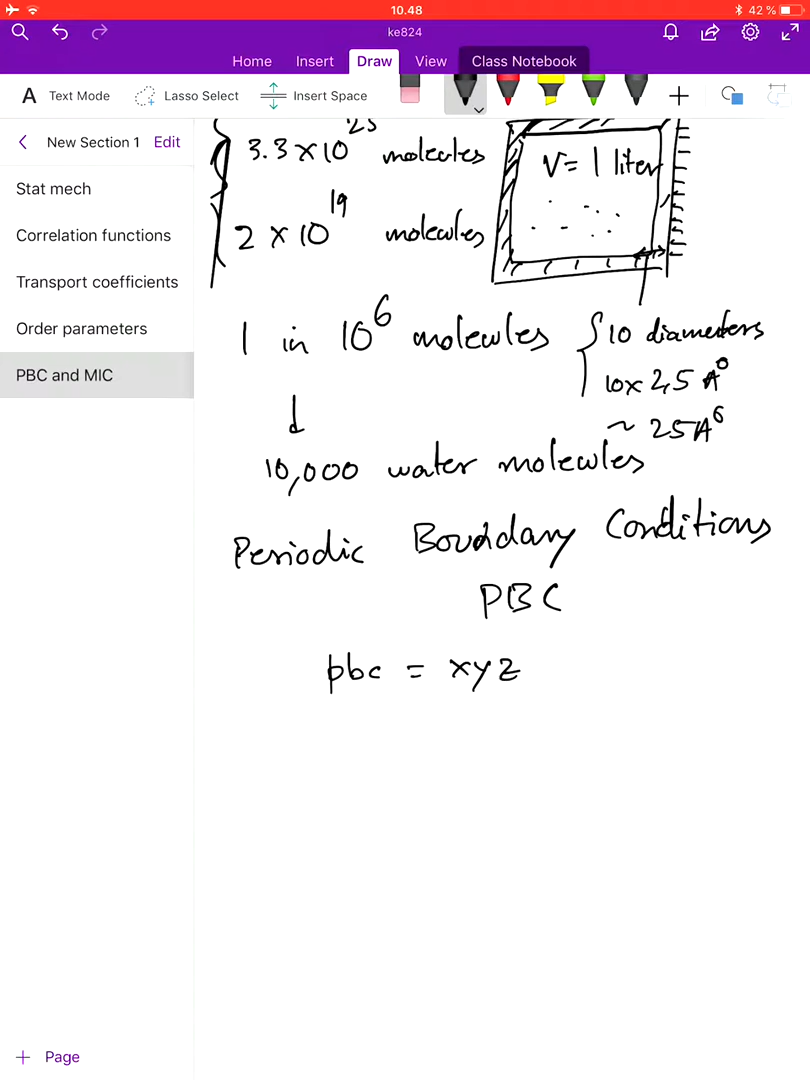 10.48
42 %
ke824
Home Insert Draw View Class Notebook
A Text Mode Lasso Select Insert Space
New Section 1 Edit
Stat mech
Correlation functions
Transport coefficients
Order parameters
PBC and MIC
Page
3.3 x 10^25 molecules
2 x 10^19 molecules
V = 1 liter
1 in 10^6 molecules
10 diameters
10 x 2,5 A°
~ 25 A°
10,000 water molecules
Periodic Boundary Conditions
PBC
pbc = xyz